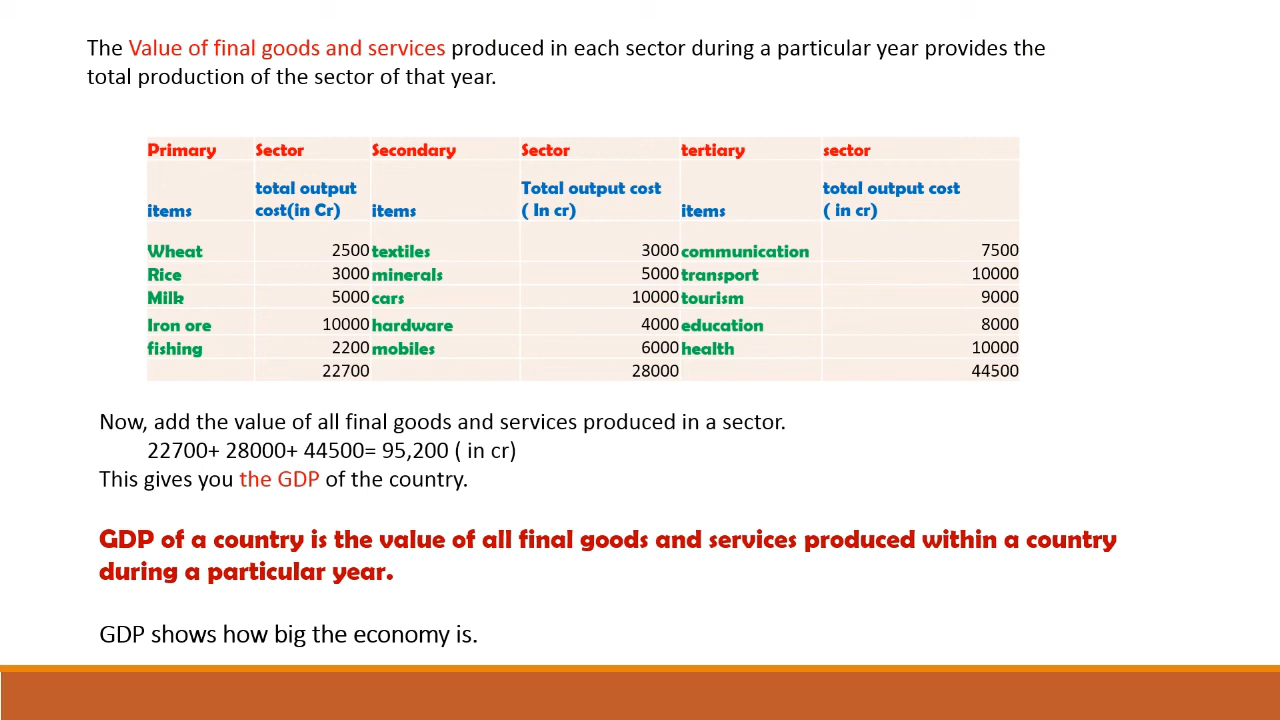 The Value of final goods and services produced in each sector during a particular year provides the
total production of the sector of that year.
Primary Sector Secondary Sector tertiary sector
items total output cost(in Cr) items Total output cost ( In cr) items total output cost ( in cr)
Wheat 2500 textiles 3000 communication 7500
Rice 3000 minerals 5000 transport 10000
Milk 5000 cars 10000 tourism 9000
Iron ore 10000 hardware 4000 education 8000
fishing 2200 mobiles 6000 health 10000
22700 28000 44500
Now, add the value of all final goods and services produced in a sector.
22700+ 28000+ 44500= 95,200 ( in cr)
This gives you the GDP of the country.
GDP of a country is the value of all final goods and services produced within a country
during a particular year.
GDP shows how big the economy is.